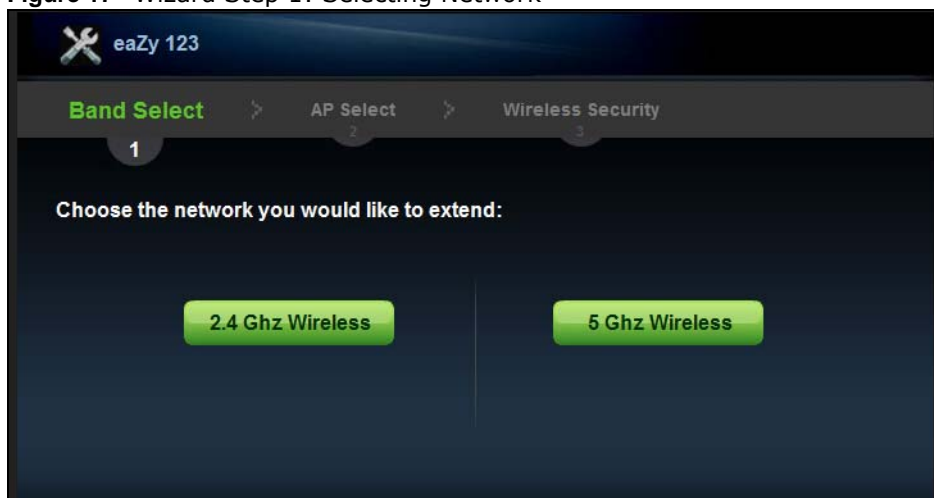 Figure 17 Wizard Step 1: Selecting Network
eaZy 123
Band Select > AP Select > Wireless Security
1 2 3
Choose the network you would like to extend:
2.4 Ghz Wireless
5 Ghz Wireless